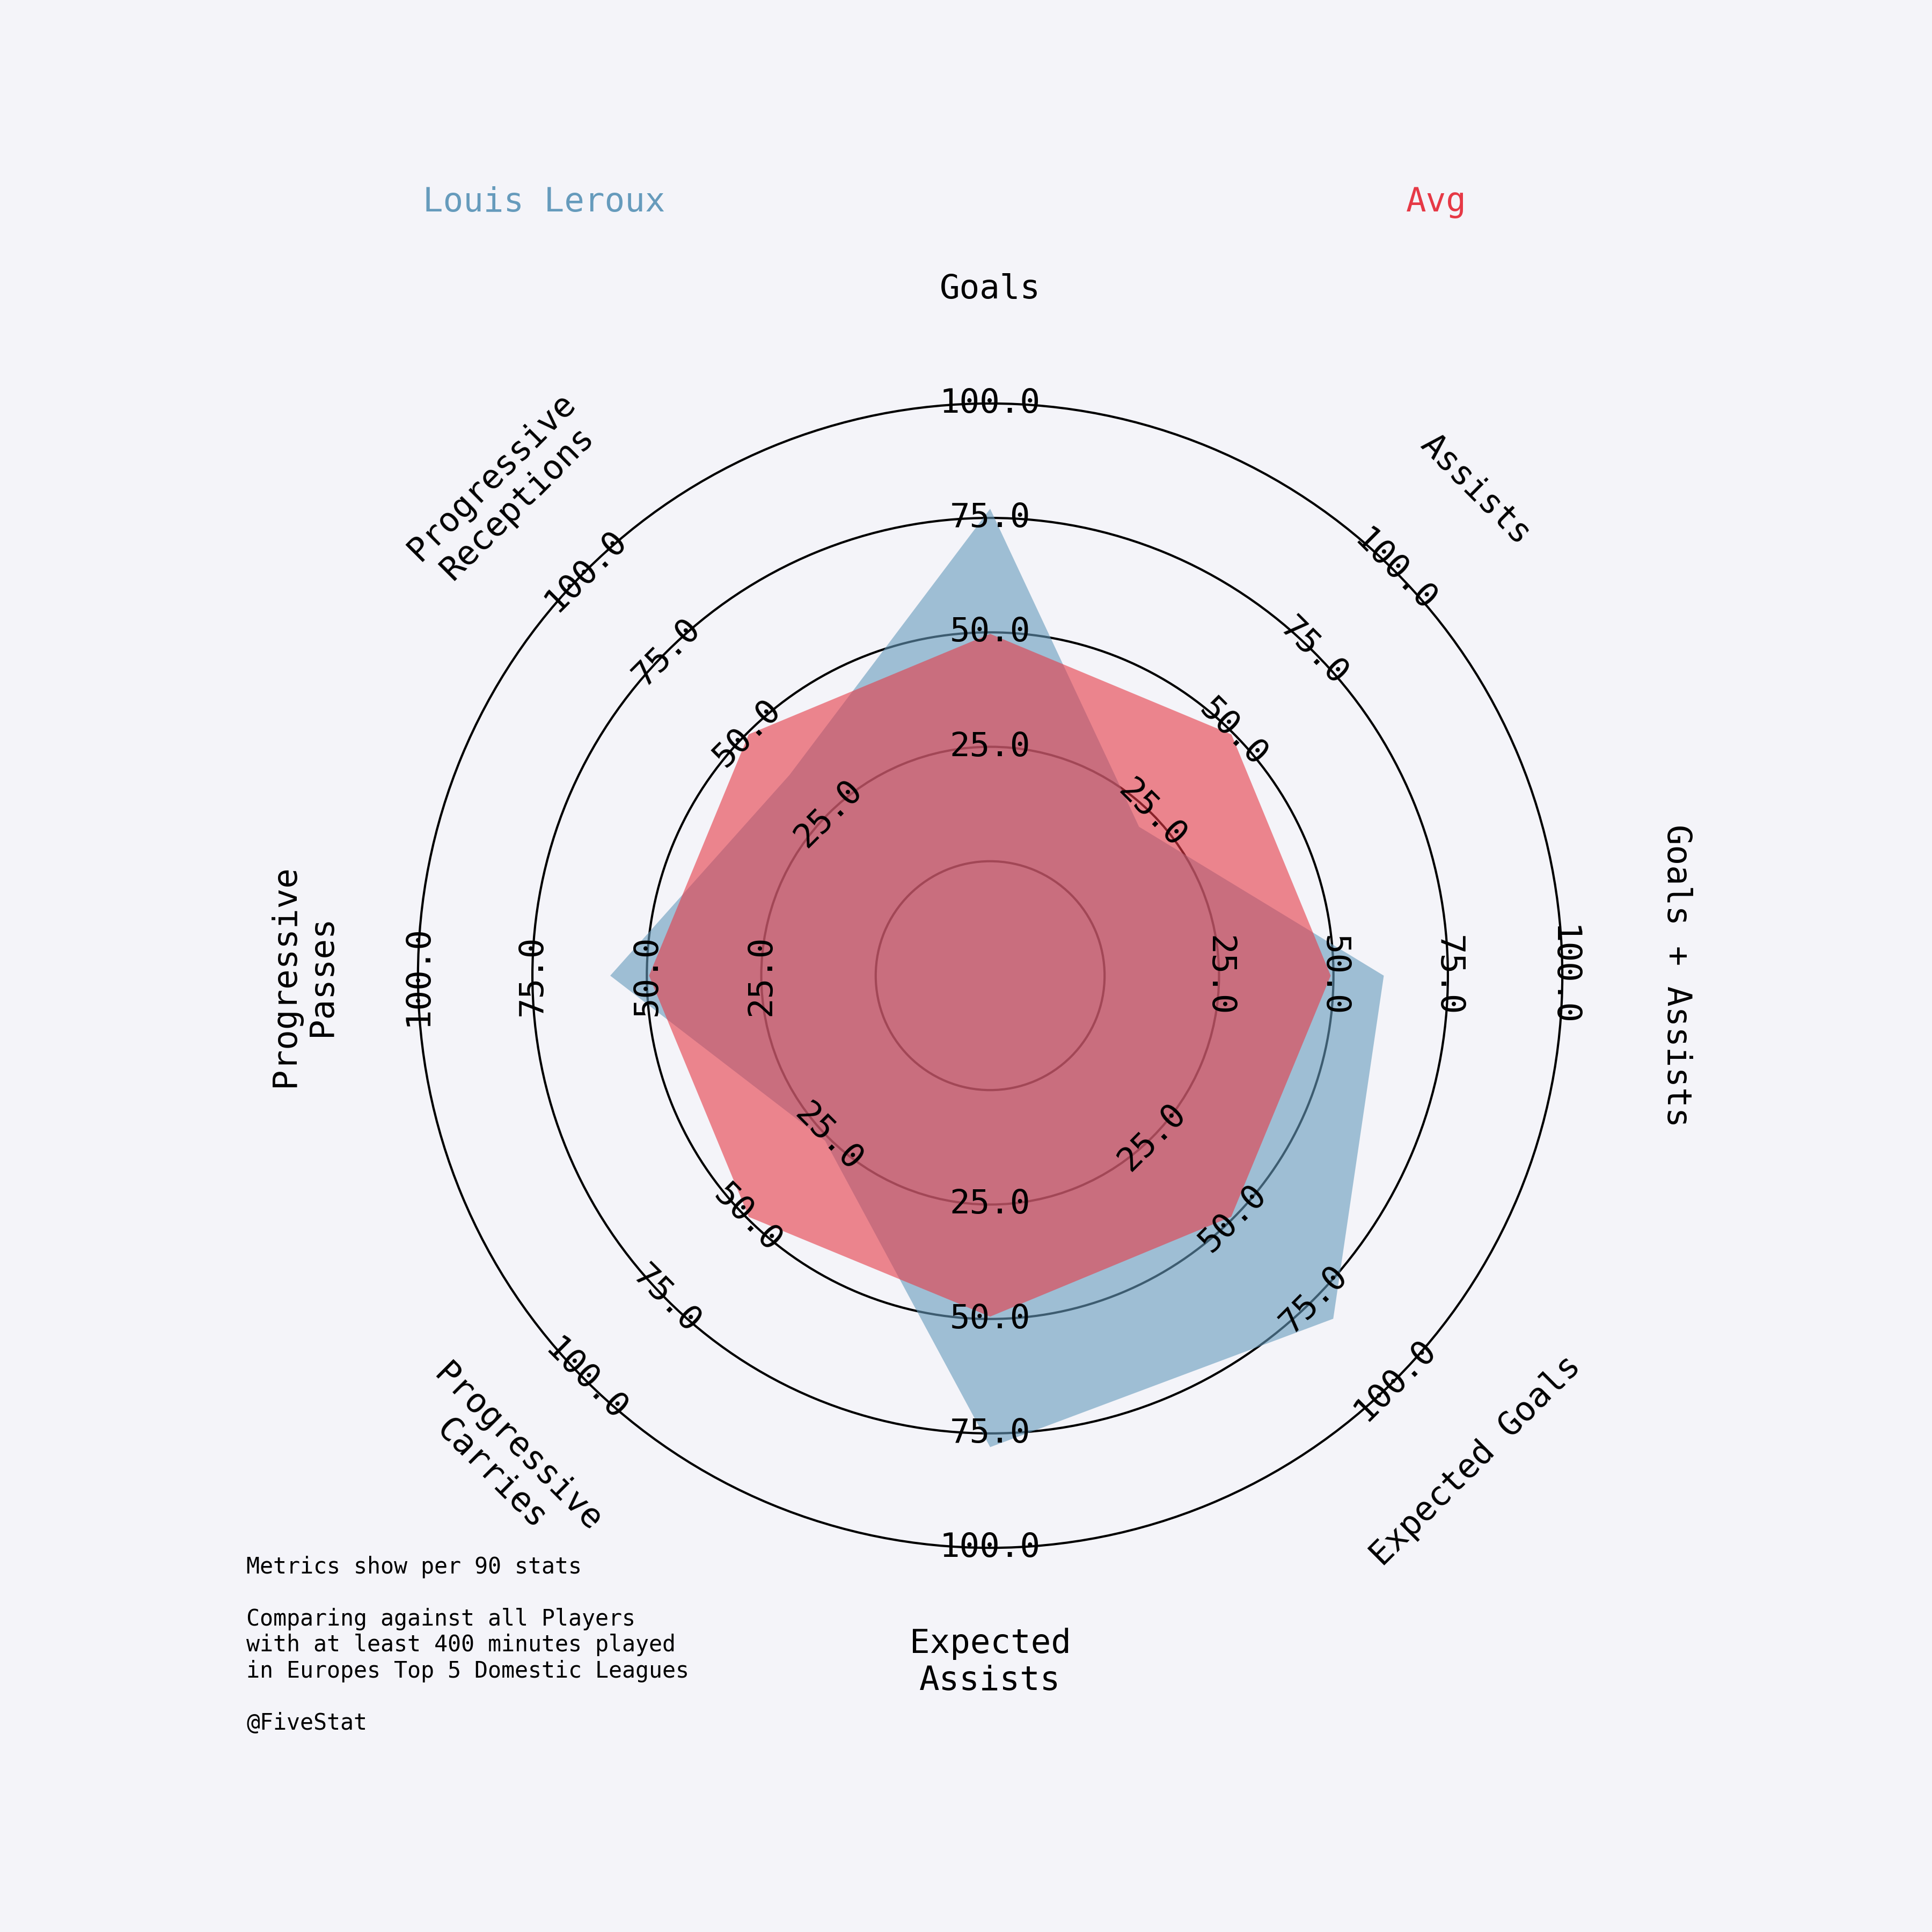 Louis Leroux
Avg
Goals
Assists
Goals + Assists
Expected Goals
Expected
Assists
Progressive
Carries
Progressive
Passes
Progressive
Receptions
25.0
50.0
75.0
100.0
25.0
50.0
75.0
100.0
25.0
50.0
75.0
100.0
25.0
50.0
75.0
100.0
25.0
50.0
75.0
100.0
25.0
50.0
75.0
100.0
25.0
50.0
75.0
100.0
25.0
50.0
75.0
100.0
Metrics show per 90 stats
Comparing against all Players
with at least 400 minutes played
in Europes Top 5 Domestic Leagues
@FiveStat